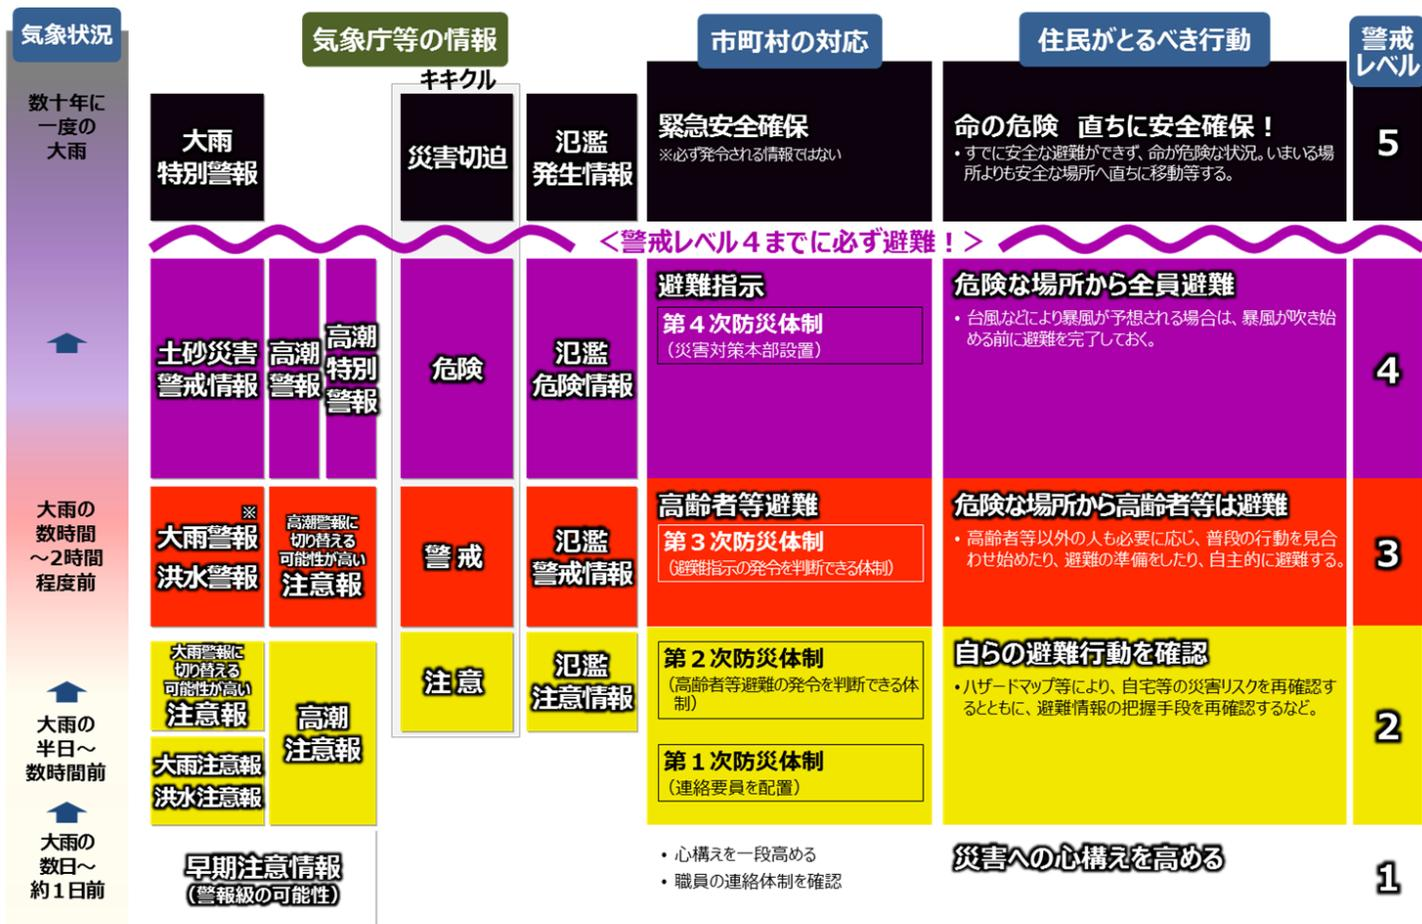 気象状況
気象庁等の情報
市町村の対応
住民がとるべき行動
警戒
レベル
キキクル
数十年に
一度の
大雨
大雨
特別警報
災害切迫
氾濫
発生情報
緊急安全確保
※必ず発令される情報ではない
命の危険 直ちに安全確保！
• すでに安全な避難ができず、命が危険な状況。いまいる場
所よりも安全な場所へ直ちに移動等する。
5
＜警戒レベル４までに必ず避難！＞
土砂災害
警戒情報
高潮
警報
高潮
特別
警報
危険
氾濫
危険情報
避難指示
第４次防災体制
（災害対策本部設置）
危険な場所から全員避難
• 台風などにより暴風が予想される場合は、暴風が吹き始
める前に避難を完了しておく。
4
大雨の
数時間
～2時間
程度前
※
大雨警報
洪水警報
高潮警報に
切り替える
可能性が高い
注意報
警戒
氾濫
警戒情報
高齢者等避難
第３次防災体制
（避難指示の発令を判断できる体制）
危険な場所から高齢者等は避難
• 高齢者等以外の人も必要に応じ、普段の行動を見合
わせ始めたり、避難の準備をしたり、自主的に避難する。
3
大雨の
半日～
数時間前
大雨警報に
切り替える
可能性が高い
注意報
大雨注意報
洪水注意報
高潮
注意報
注意
氾濫
注意情報
第２次防災体制
（高齢者等避難の発令を判断できる体
制）
第１次防災体制
（連絡要員を配置）
自らの避難行動を確認
• ハザードマップ等により、自宅等の災害リスクを再確認す
るとともに、避難情報の把握手段を再確認するなど。
2
大雨の
数日～
約１日前
早期注意情報
（警報級の可能性）
• 心構えを一段高める
• 職員の連絡体制を確認
災害への心構えを高める
1